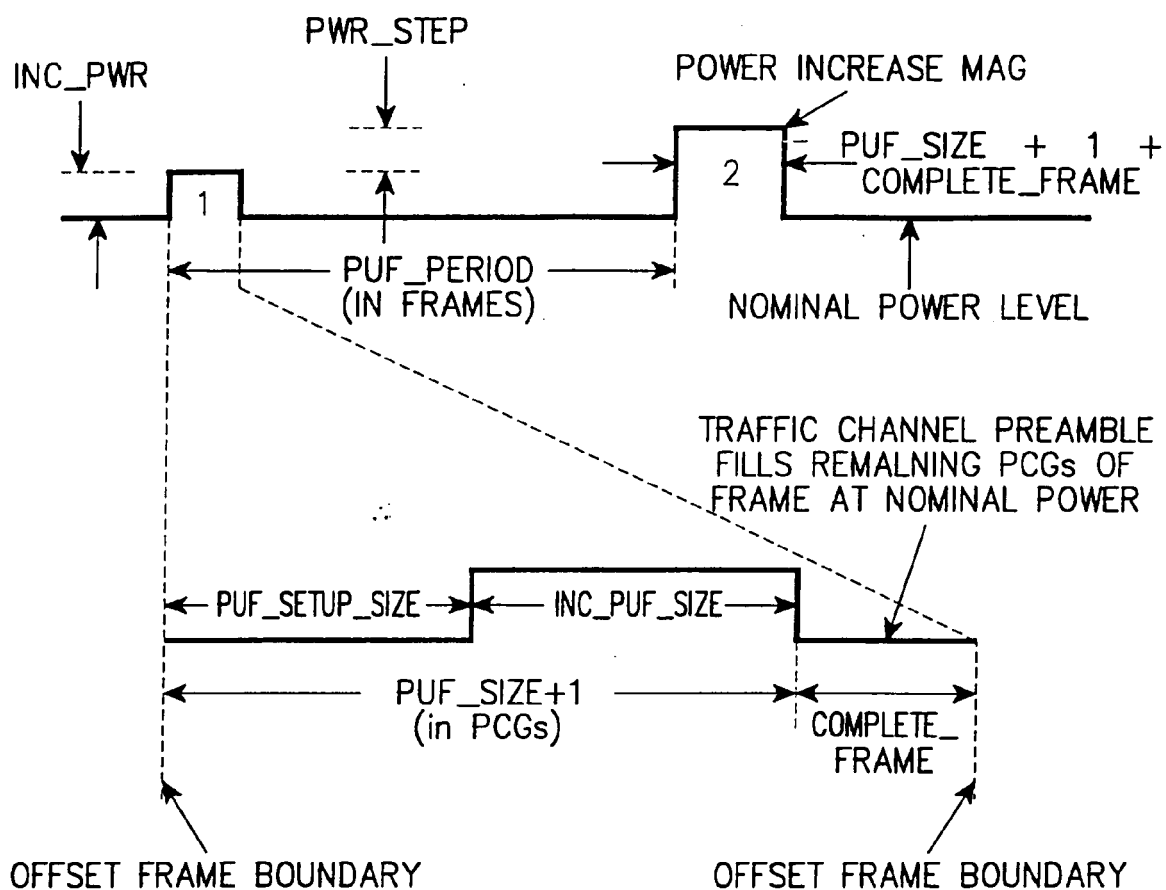 PWR_STEP
INC_PWR
POWER INCREASE MAG
1
2
PUF_SIZE + 1 +
COMPLETE_FRAME
PUF_PERIOD
(IN FRAMES)
NOMINAL POWER LEVEL
TRAFFIC CHANNEL PREAMBLE
FILLS REMALNING PCGs OF
FRAME AT NOMINAL POWER
PUF_SETUP_SIZE
INC_PUF_SIZE
PUF_SIZE+1
(in PCGs)
COMPLETE_
FRAME
OFFSET FRAME BOUNDARY
OFFSET FRAME BOUNDARY